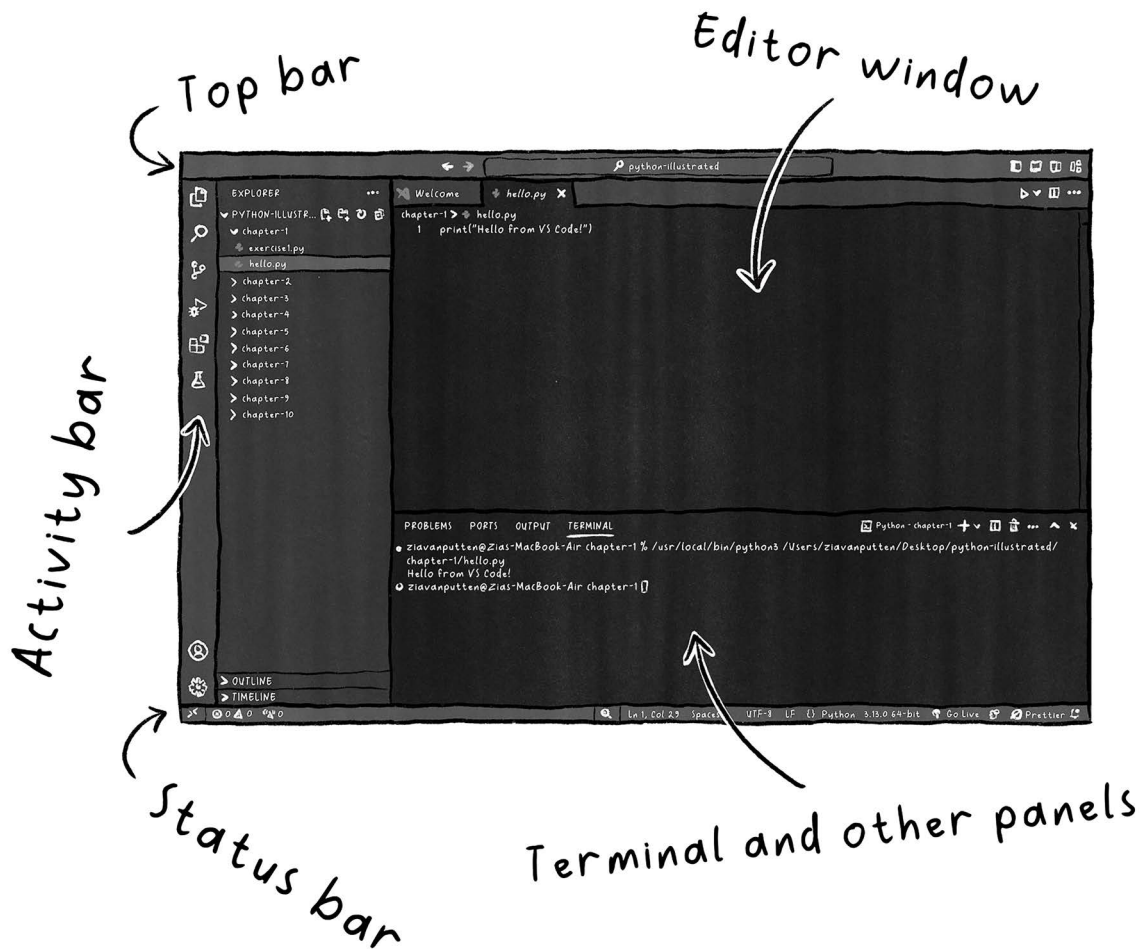 Top bar
Editor window
python-illustrated
EXPLORER
Welcome
hello.py
PYTHON-ILLUSTR...
chapter-1 > hello.py
chapter-1
1 print("Hello from VS Code!")
exercise1.py
hello.py
chapter-2
chapter-3
chapter-4
chapter-5
chapter-6
chapter-7
chapter-8
chapter-9
chapter-10
Activity bar
PROBLEMS PORTS OUTPUT TERMINAL
Python - chapter-1
ziavanputten@Zias-MacBook-Air chapter-1 % /usr/local/bin/python3 /Users/ziavanputten/Desktop/python-illustrated/
chapter-1/hello.py
Hello from VS Code!
ziavanputten@Zias-MacBook-Air chapter-1
OUTLINE
TIMELINE
0 0 0
Ln 1, Col 29 Spaces UTF-8 LF {} Python 3.13.0 64-bit Go Live Prettier
Status bar
Terminal and other panels